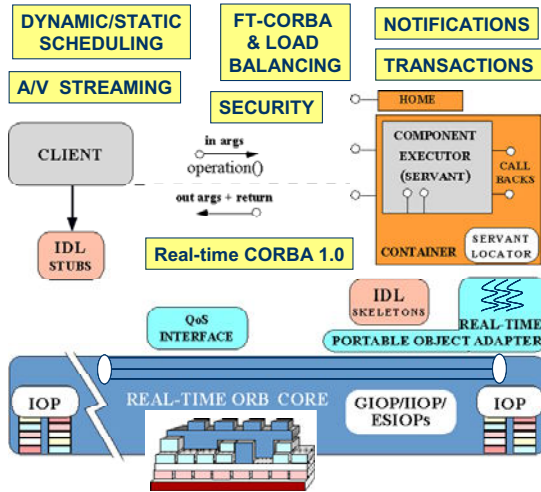 DYNAMIC/STATIC
SCHEDULING
FT-CORBA
& LOAD
BALANCING
NOTIFICATIONS
TRANSACTIONS
A/V STREAMING
SECURITY
HOME
CLIENT
in args
operation()
out args + return
COMPONENT
EXECUTOR
(SERVANT)
CALL
BACKS
CONTAINER
SERVANT
LOCATOR
IDL
STUBS
Real-time CORBA 1.0
IDL
SKELETONS
QoS
INTERFACE
REAL-TIME
PORTABLE OBJECT ADAPTER
IOP
REAL-TIME ORB CORE
GIOP/IIOP/
ESIOPs
IOP